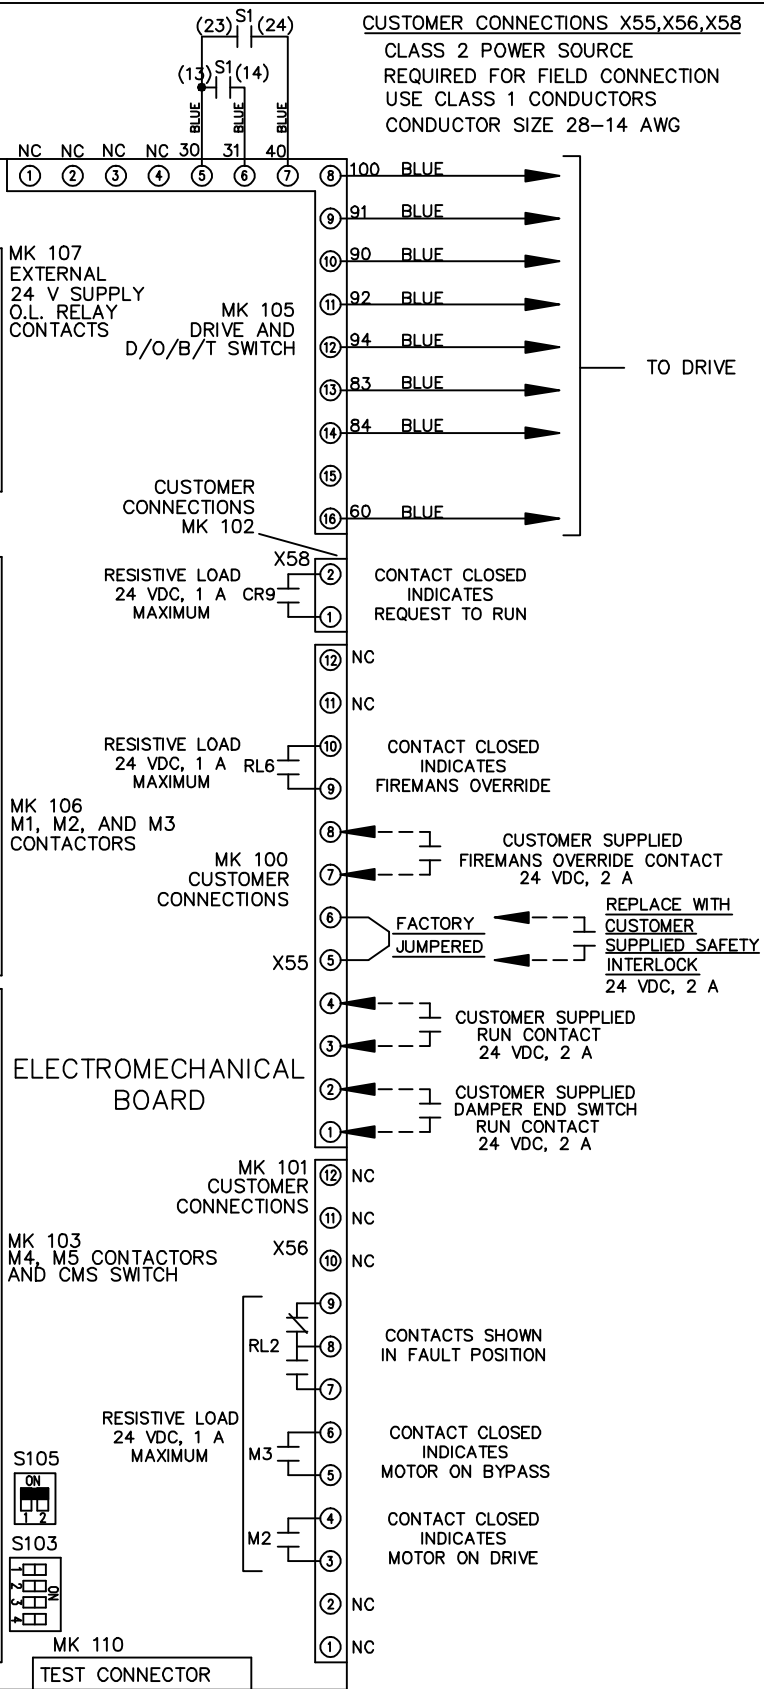 CUSTOMER CONNECTIONS X55,X56,X58
CLASS 2 POWER SOURCE
REQUIRED FOR FIELD CONNECTION
USE CLASS 1 CONDUCTORS
CONDUCTOR SIZE 28–14 AWG
(23) S1 (24)
(13) S1 (14)
BLUE BLUE BLUE
NC NC NC NC 30 31 40
1 2 3 4 5 6 7 8 100 BLUE
9 91 BLUE
10 90 BLUE
11 92 BLUE
12 94 BLUE
13 83 BLUE
14 84 BLUE
15
16 60 BLUE
TO DRIVE
MK 107
EXTERNAL
24 V SUPPLY
O.L. RELAY
CONTACTS
MK 105
DRIVE AND
D/O/B/T SWITCH
CUSTOMER
CONNECTIONS
MK 102
X58
2
1
RESISTIVE LOAD
24 VDC, 1 A
MAXIMUM
CR9
CONTACT CLOSED
INDICATES
REQUEST TO RUN
12 NC
11 NC
10
9
RESISTIVE LOAD
24 VDC, 1 A
MAXIMUM
RL6
CONTACT CLOSED
INDICATES
FIREMANS OVERRIDE
MK 106
M1, M2, AND M3
CONTACTORS
8
7
CUSTOMER SUPPLIED
FIREMANS OVERRIDE CONTACT
24 VDC, 2 A
MK 100
CUSTOMER
CONNECTIONS
6
5
X55
FACTORY
JUMPERED
REPLACE WITH
CUSTOMER
SUPPLIED SAFETY
INTERLOCK
24 VDC, 2 A
4
3
CUSTOMER SUPPLIED
RUN CONTACT
24 VDC, 2 A
ELECTROMECHANICAL
BOARD
2
1
CUSTOMER SUPPLIED
DAMPER END SWITCH
RUN CONTACT
24 VDC, 2 A
MK 101
CUSTOMER
CONNECTIONS
12 NC
11 NC
X56
10 NC
MK 103
M4, M5 CONTACTORS
AND CMS SWITCH
9
8
7
RL2
CONTACTS SHOWN
IN FAULT POSITION
RESISTIVE LOAD
24 VDC, 1 A
MAXIMUM
6
5
M3
CONTACT CLOSED
INDICATES
MOTOR ON BYPASS
S105
ON
1 2
4
3
M2
CONTACT CLOSED
INDICATES
MOTOR ON DRIVE
S103
1
2
3
4
ON
2 NC
1 NC
MK 110
TEST CONNECTOR